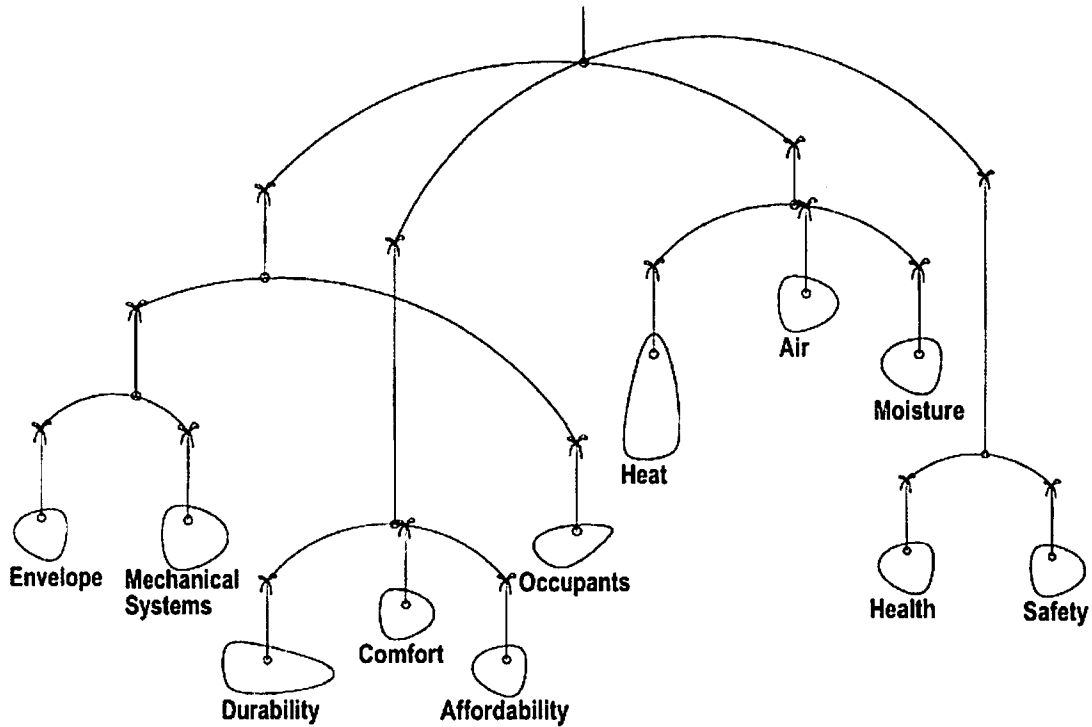 Air
Moisture
Heat
Envelope
Mechanical
Systems
Occupants
Health
Safety
Comfort
Durability
Affordability